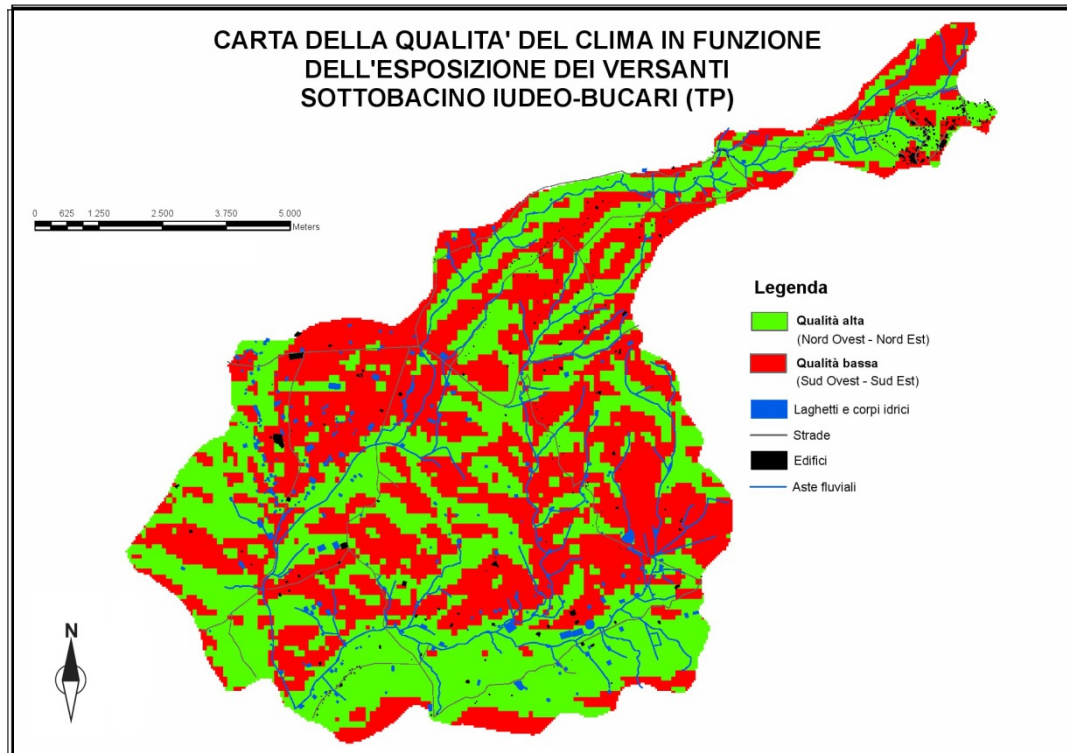 CARTA DELLA QUALITA' DEL CLIMA IN FUNZIONE
DELL'ESPOSIZIONE DEI VERSANTI
SOTTOBACINO IUDEO-BUCARI (TP)
0 625 1.250 2.500 3.750 5.000
Meters
Legenda
Qualità alta
(Nord Ovest - Nord Est)
Qualità bassa
(Sud Ovest - Sud Est)
Laghetti e corpi idrici
Strade
Edifici
Aste fluviali
N